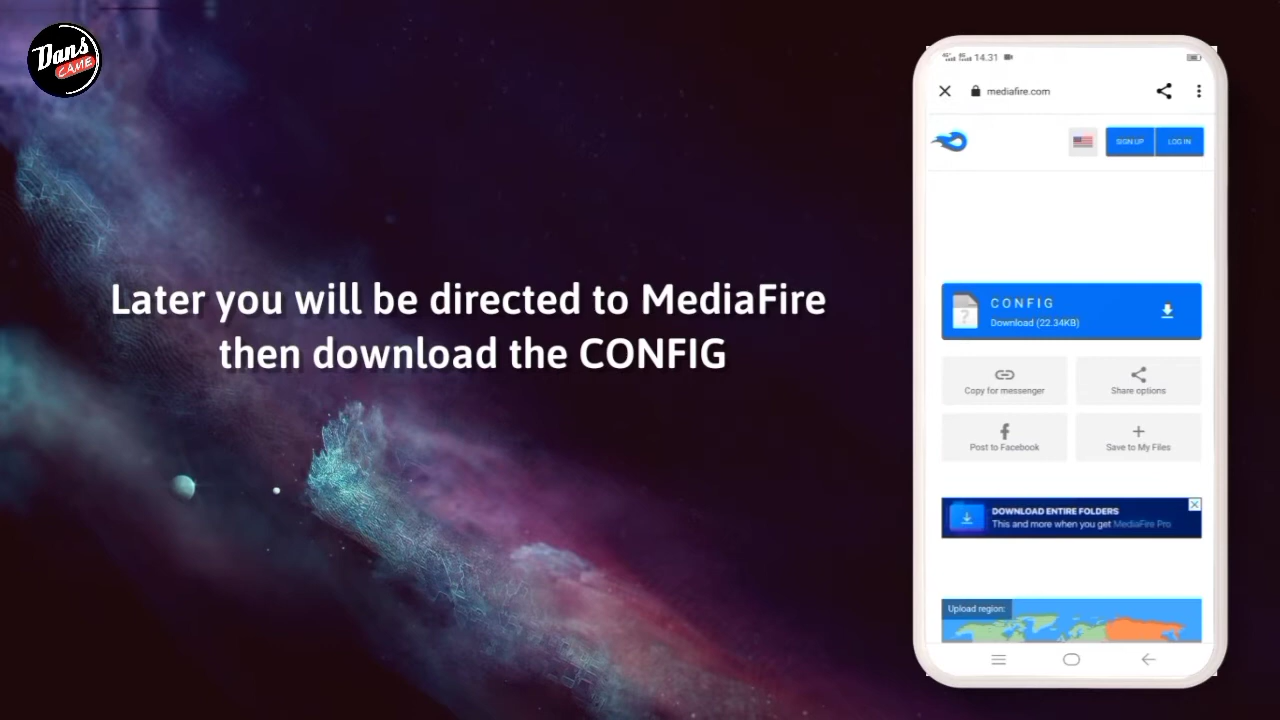 Dans
CAME
Later you will be directed to MediaFire
then download the CONFIG
14.31
mediafire.com
SIGN UP
LOG IN
CONFIG
Download (22.34KB)
Copy for messenger
Share options
Post to Facebook
Save to My Files
DOWNLOAD ENTIRE FOLDERS
This and more when you get MediaFire Pro
Upload region: